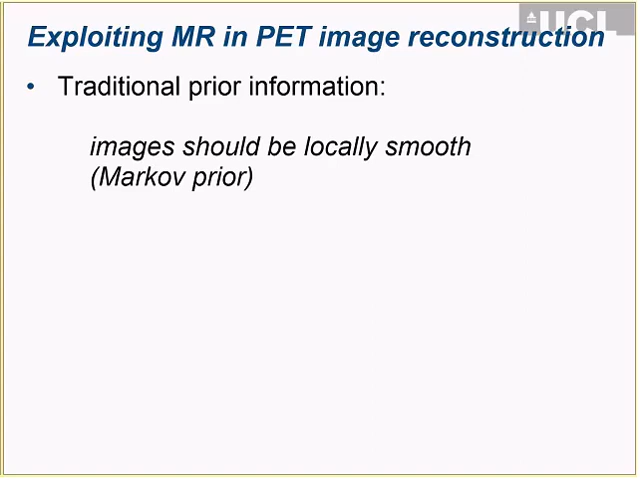 UCL
Exploiting MR in PET image reconstruction
• Traditional prior information:
images should be locally smooth
(Markov prior)